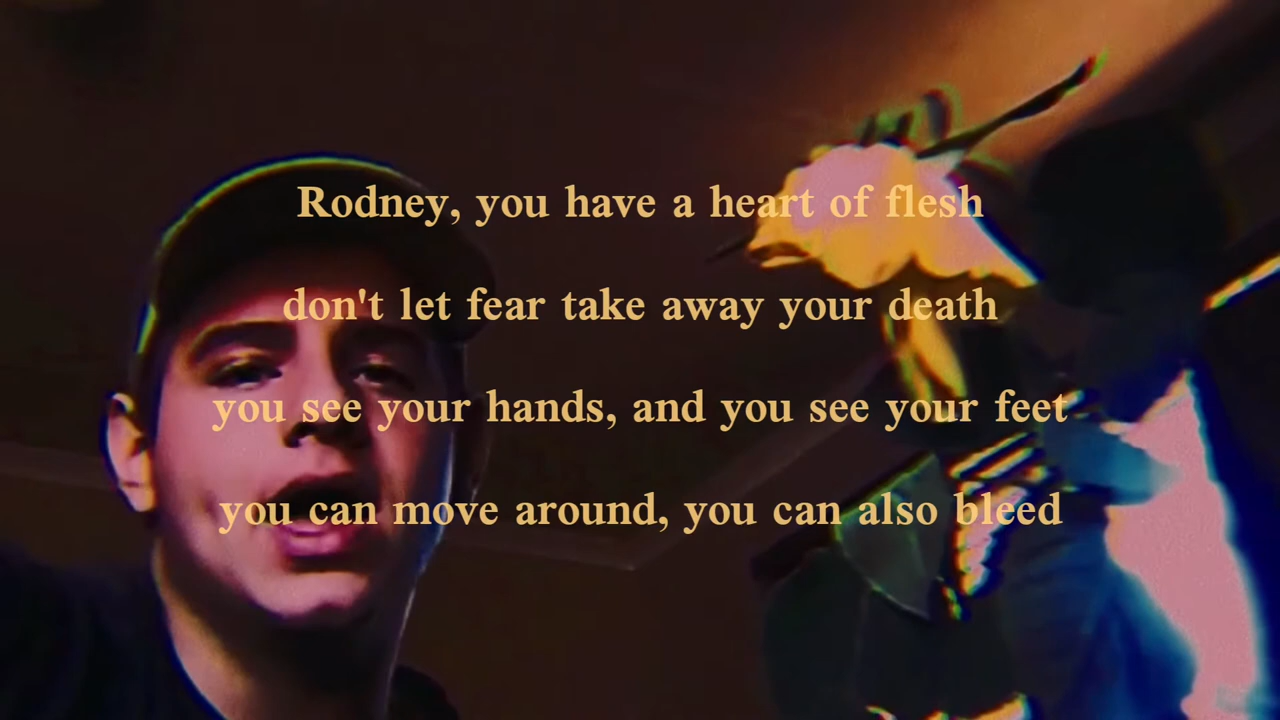 Rodney, you have a heart of flesh
don't let fear take away your death
you see your hands, and you see your feet
you can move around, you can also bleed